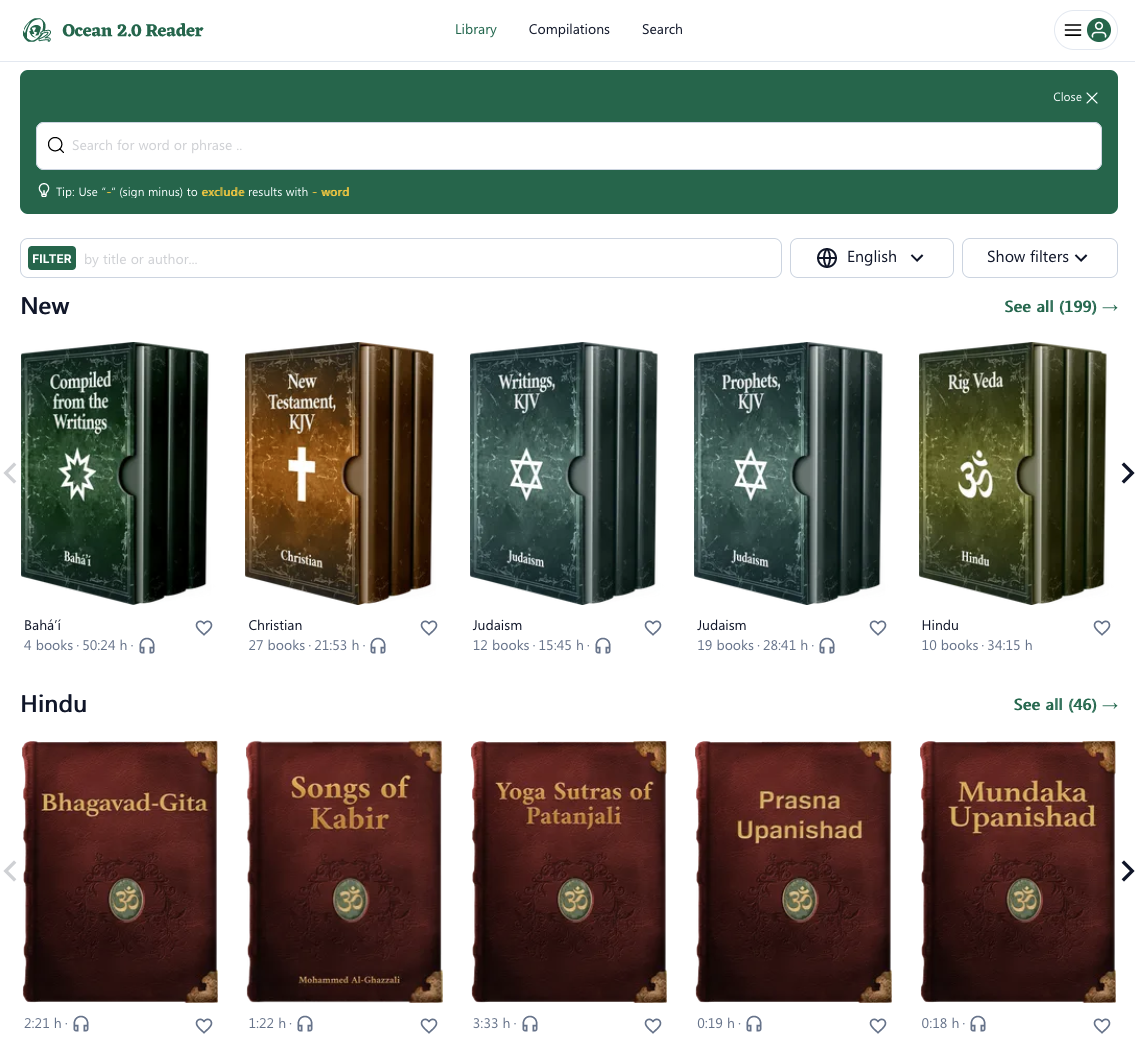 Ocean 2.0 Reader
Library
Compilations
Search
Close
Search for word or phrase ..
Tip: Use "-" (sign minus) to exclude results with - word
FILTER
by title or author...
English
Show filters
New
See all (199) →
Compiled
from the
Writings
Bahá'í
New
Testament,
KJV
Christian
Writings,
KJV
Judaism
Prophets,
KJV
Judaism
Rig Veda
Hindu
Bahá'í
4 books · 50:24 h ·
Christian
27 books · 21:53 h ·
Judaism
12 books · 15:45 h ·
Judaism
19 books · 28:41 h ·
Hindu
10 books · 34:15 h
Hindu
See all (46) →
Bhagavad-Gita
Songs of
Kabir
Mohammed Al-Ghazzali
Yoga Sutras of
Patanjali
Prasna
Upanishad
Mundaka
Upanishad
2:21 h ·
1:22 h ·
3:33 h ·
0:19 h ·
0:18 h ·